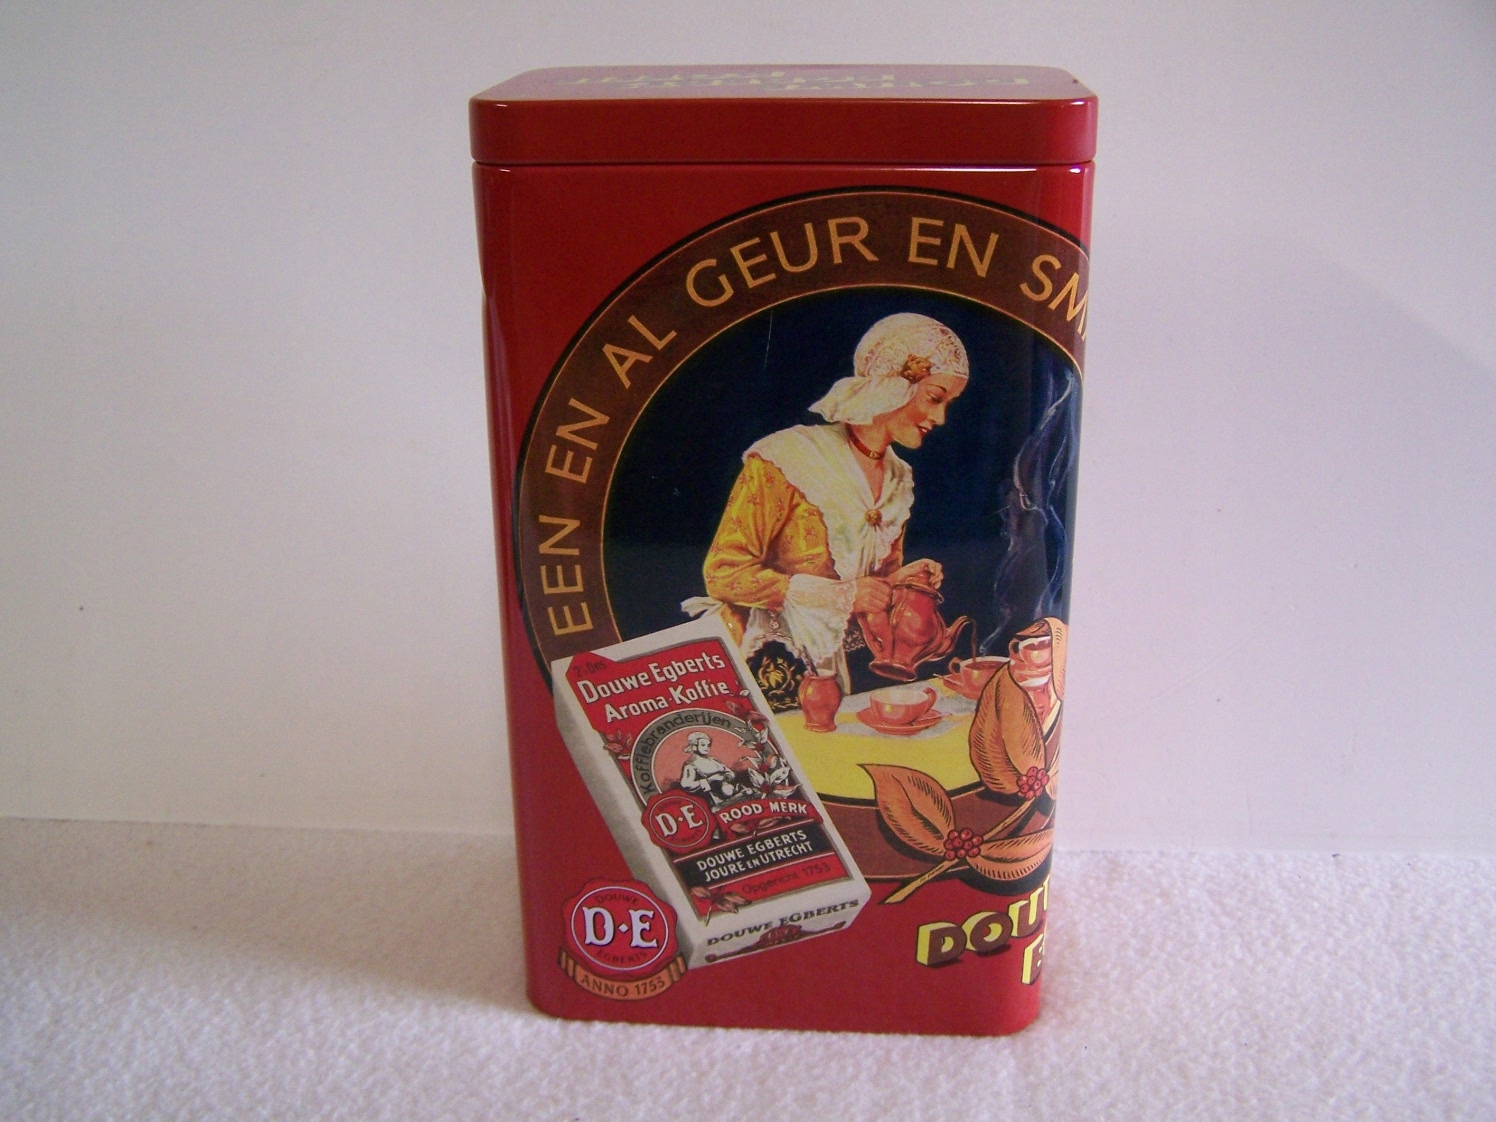 EEN EN AL GEUR EN SM
Douwe Egberts
Aroma-Koffie
Koffiebranderijen
D·E
ROOD MERK
DOUWE EGBERTS
JOURE EN UTRECHT
Opgericht 1753
DOUWE EGBERTS
DOUWE
D·E
EGBERTS
ANNO 1753
DOU
E